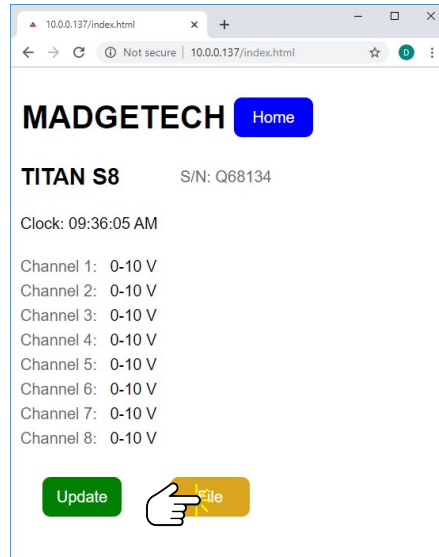 10.0.0.137/index.html
Not secure | 10.0.0.137/index.html
D
MADGETECH
Home
TITAN S8
S/N: Q68134
Clock: 09:36:05 AM
Channel 1: 0-10 V
Channel 2: 0-10 V
Channel 3: 0-10 V
Channel 4: 0-10 V
Channel 5: 0-10 V
Channel 6: 0-10 V
Channel 7: 0-10 V
Channel 8: 0-10 V
Update
File